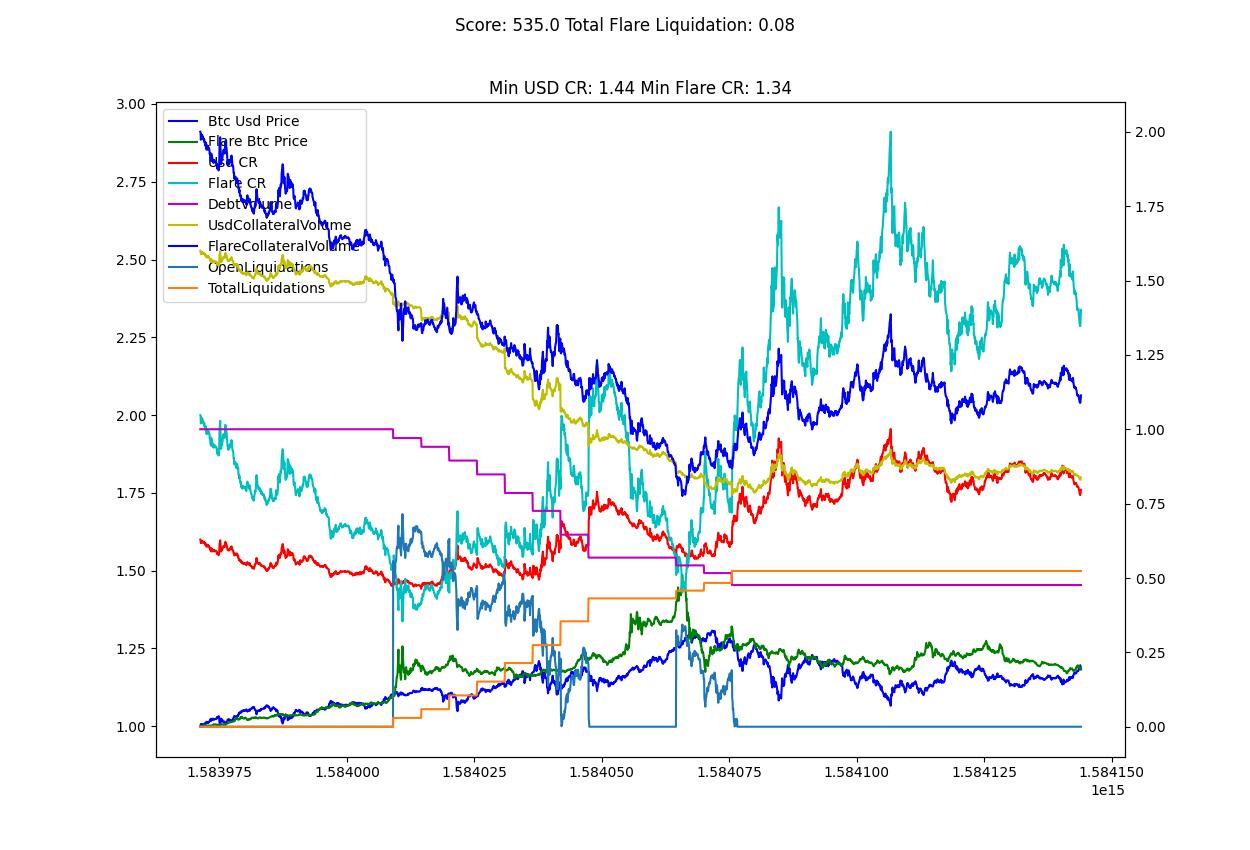 Score: 535.0 Total Flare Liquidation: 0.08
Min USD CR: 1.44 Min Flare CR: 1.34
Btc Usd Price
Flare Btc Price
Usd CR
Flare CR
DebtVolume
UsdCollateralVolume
FlareCollateralVolume
OpenLiquidations
TotalLiquidations
3.00
2.75
2.50
2.25
2.00
1.75
1.50
1.25
1.00
2.00
1.75
1.50
1.25
1.00
0.75
0.50
0.25
0.00
1.583975 1.584000 1.584025 1.584050 1.584075 1.584100 1.584125 1.584150
1e15